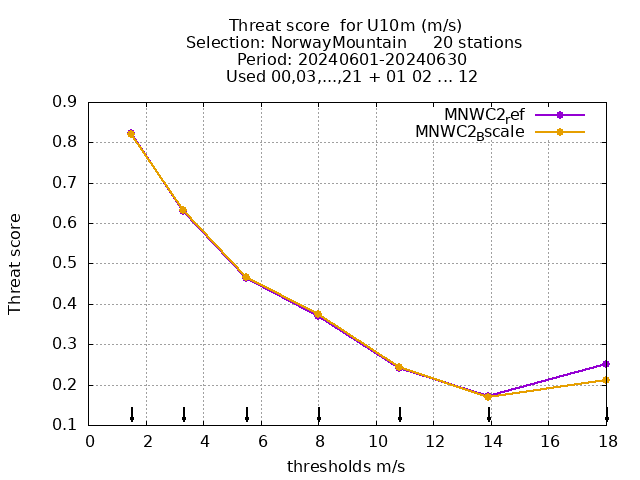 Threat score  for U10m (m/s)
Selection: NorwayMountain     20 stations
Period: 20240601-20240630
Used 00,03,...,21 + 01 02 ... 12
0.9
0.8
0.7
0.6
0.5
0.4
0.3
0.2
0.1
Threat score
MNWC2ref
MNWC2Bscale
0 2 4 6 8 10 12 14 16 18
thresholds m/s